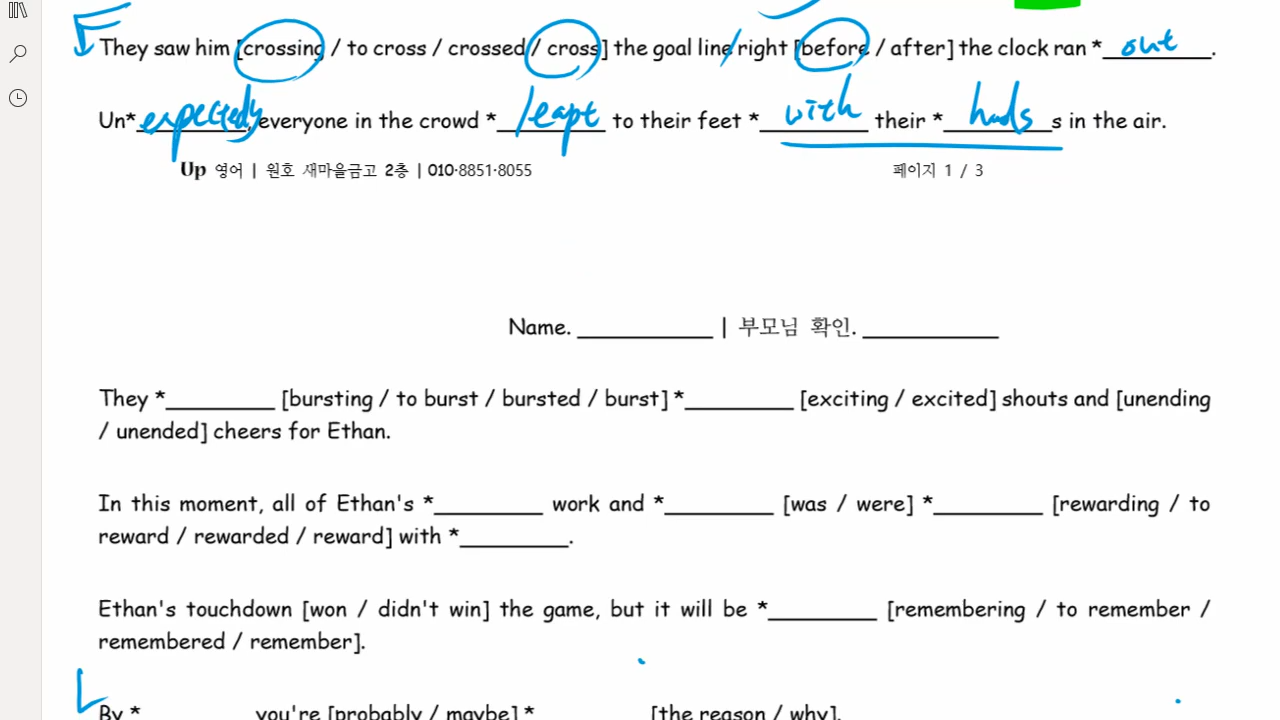 They saw him [crossing / to cross / crossed / cross] the goal line / right [before / after] the clock ran * out .
Un* expectedly, everyone in the crowd * leapt to their feet * with their * hands s in the air.
Up 영어 | 원호 새마을금고 2층 | 010·8851·8055 페이지 1 / 3
Name. __________ | 부모님 확인. __________
They *________ [bursting / to burst / bursted / burst] *________ [exciting / excited] shouts and [unending
/ unended] cheers for Ethan.
In this moment, all of Ethan's *________ work and *________ [was / were] *________ [rewarding / to
reward / rewarded / reward] with *________.
Ethan's touchdown [won / didn't win] the game, but it will be *________ [remembering / to remember /
remembered / remember].
By *________ you're [probably / maybe] *________ [the reason / why].